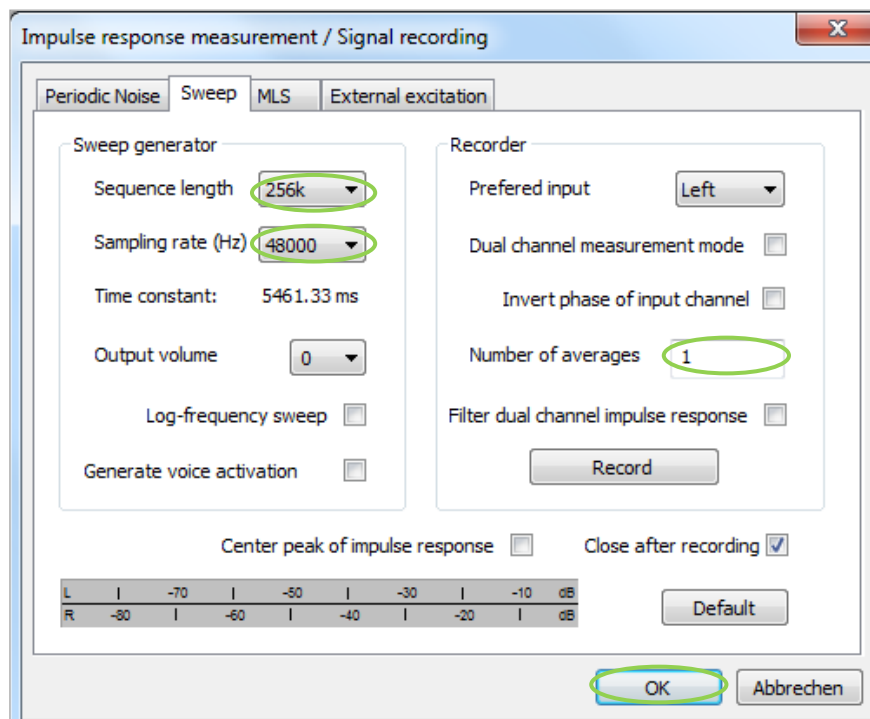 Impulse response measurement / Signal recording
X
Periodic Noise Sweep MLS External excitation
Sweep generator
Sequence length 256k
Sampling rate (Hz) 48000
Time constant: 5461.33 ms
Output volume 0
Log-frequency sweep
Generate voice activation
Recorder
Prefered input Left
Dual channel measurement mode
Invert phase of input channel
Number of averages 1
Filter dual channel impulse response
Record
Center peak of impulse response Close after recording
L -70 -50 -30 -10 dB
R -80 -60 -40 -20 dB
Default
OK Abbrechen